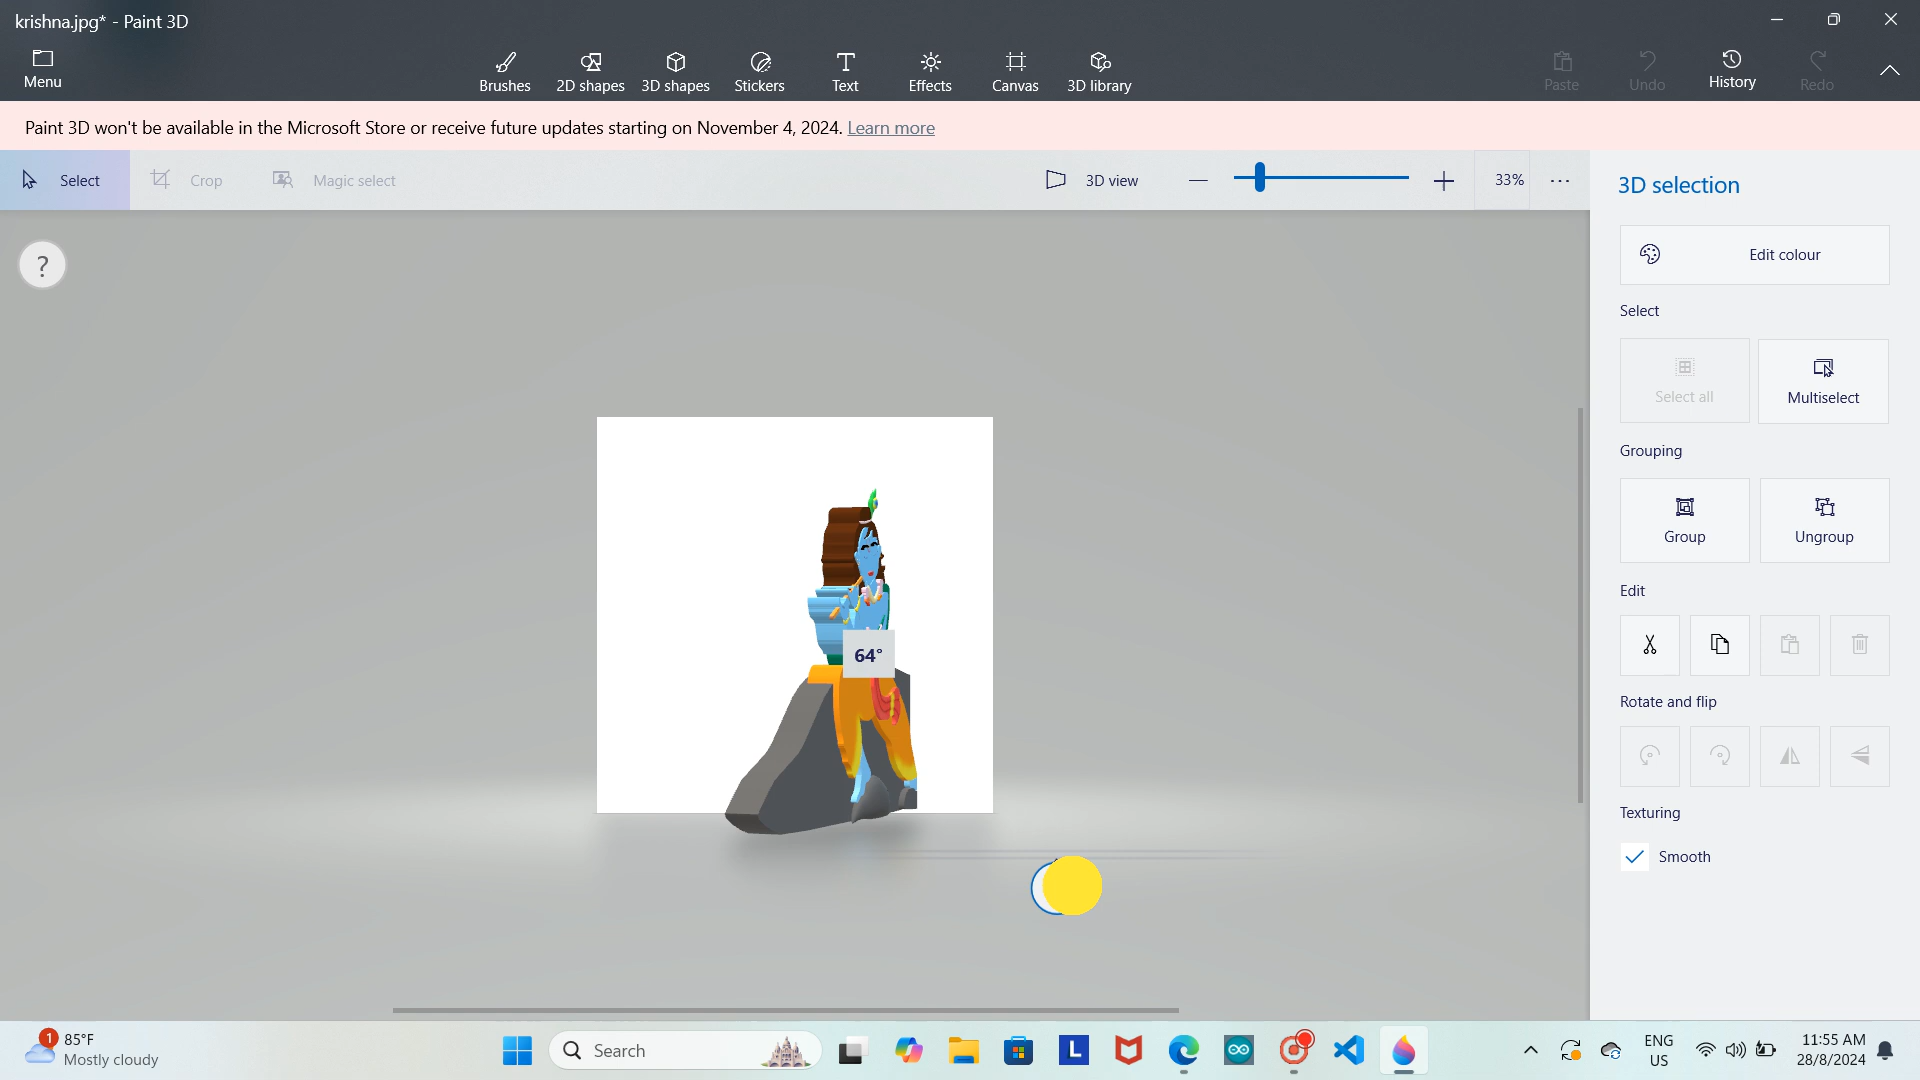 krishna.jpg* - Paint 3D
Menu
Brushes
2D shapes
3D shapes
Stickers
Text
Effects
Canvas
3D library
Paste
Undo
History
Redo
Paint 3D won't be available in the Microsoft Store or receive future updates starting on November 4, 2024. Learn more
Select
Crop
Magic select
3D view
33%
?
64°
3D selection
Edit colour
Select
Select all
Multiselect
Grouping
Group
Ungroup
Edit
Rotate and flip
Texturing
Smooth
1
85°F
Mostly cloudy
Search
L
ENG
US
11:55 AM
28/8/2024